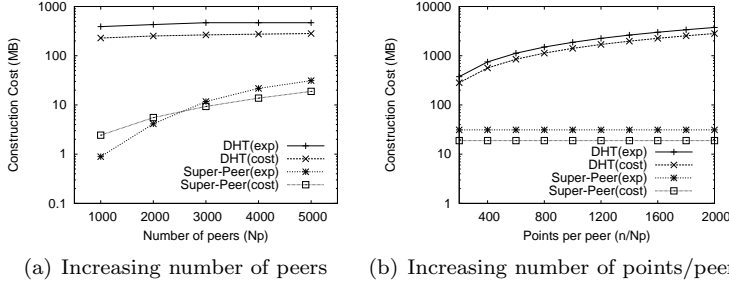 Construction Cost (MB)
1000
100
10
1
0.1
DHT(exp)
DHT(cost)
Super-Peer(exp)
Super-Peer(cost)
1000 2000 3000 4000 5000
Number of peers (Np)
(a) Increasing number of peers
Construction Cost (MB)
10000
1000
100
10
1
DHT(exp)
DHT(cost)
Super-Peer(exp)
Super-Peer(cost)
400 800 1200 1600 2000
Points per peer (n/Np)
(b) Increasing number of points/peer